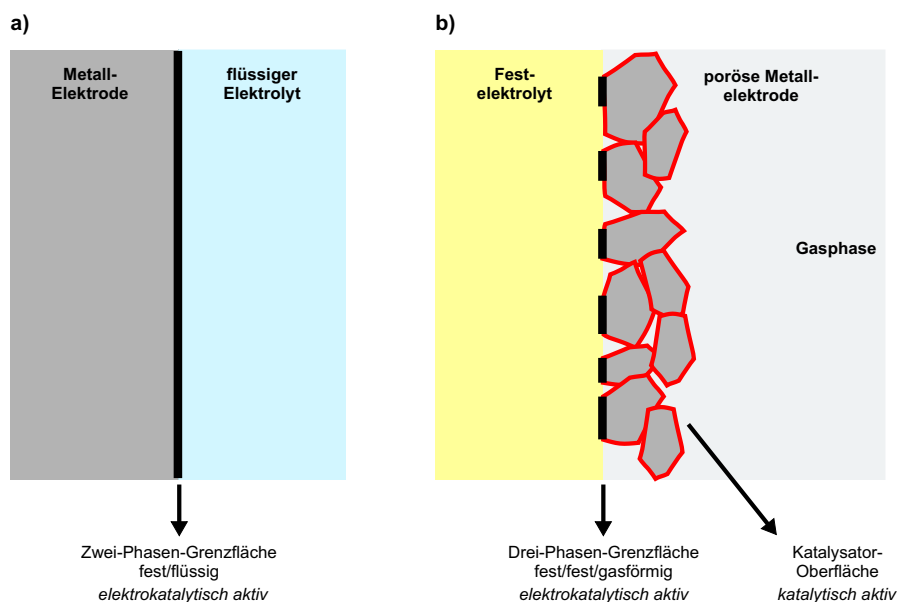 a)
Metall-
Elektrode
flüssiger
Elektrolyt
Zwei-Phasen-Grenzfläche
fest/flüssig
elektrokatalytisch aktiv
b)
Fest-
elektrolyt
poröse Metall-
elektrode
Gasphase
Drei-Phasen-Grenzfläche
fest/fest/gasförmig
elektrokatalytisch aktiv
Katalysator-
Oberfläche
katalytisch aktiv